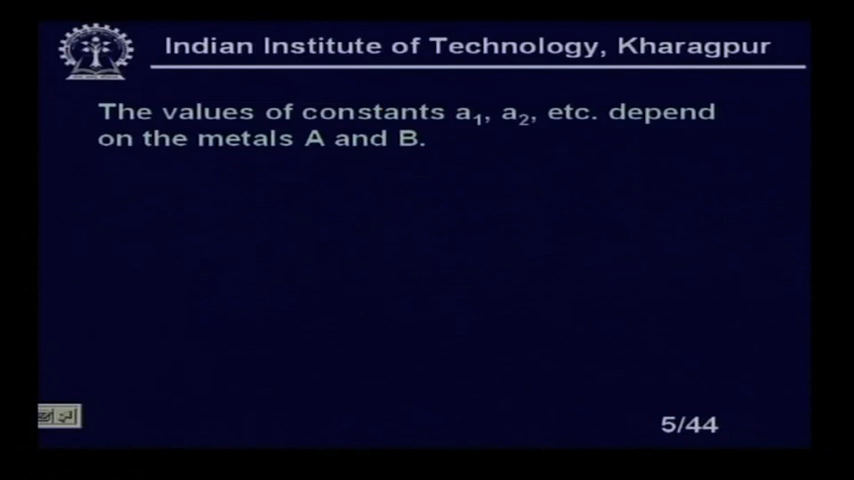 Indian Institute of Technology, Kharagpur
The values of constants a₁, a₂, etc. depend
on the metals A and B.
5/44